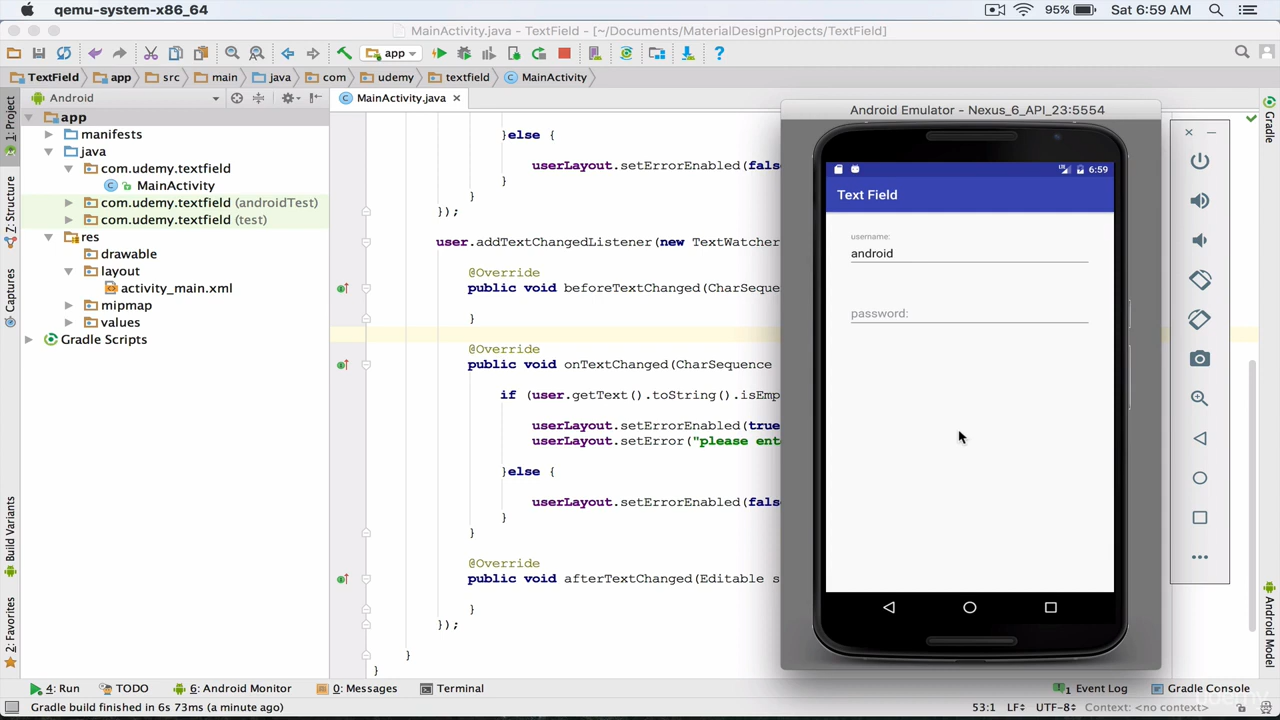 qemu-system-x86_64
95%
Sat 6:59 AM
MainActivity.java - TextField - [~/Documents/MaterialDesignProjects/TextField]
app
TextField
app
src
main
java
com
udemy
textfield
MainActivity
Android
MainActivity.java
1: Project
Z: Structure
Captures
Build Variants
2: Favorites
Gradle
Android Model
app
manifests
java
com.udemy.textfield
MainActivity
com.udemy.textfield (androidTest)
com.udemy.textfield (test)
res
drawable
layout
activity_main.xml
mipmap
values
Gradle Scripts
}else {
userLayout.setErrorEnabled(fals
}
}
});
user.addTextChangedListener(new TextWatcher
@Override
public void beforeTextChanged(CharSeque
}
@Override
public void onTextChanged(CharSequence
if (user.getText().toString().isEmp
userLayout.setErrorEnabled(true
userLayout.setError("please ent
}else {
userLayout.setErrorEnabled(fals
}
}
@Override
public void afterTextChanged(Editable s
}
});
}
}
Android Emulator - Nexus_6_API_23:5554
6:59
Text Field
username:
android
password:
4: Run
TODO
6: Android Monitor
0: Messages
Terminal
1 Event Log
Gradle Console
Gradle build finished in 6s 73ms (a minute ago)
53:1
LF
UTF-8
Context: <no context>